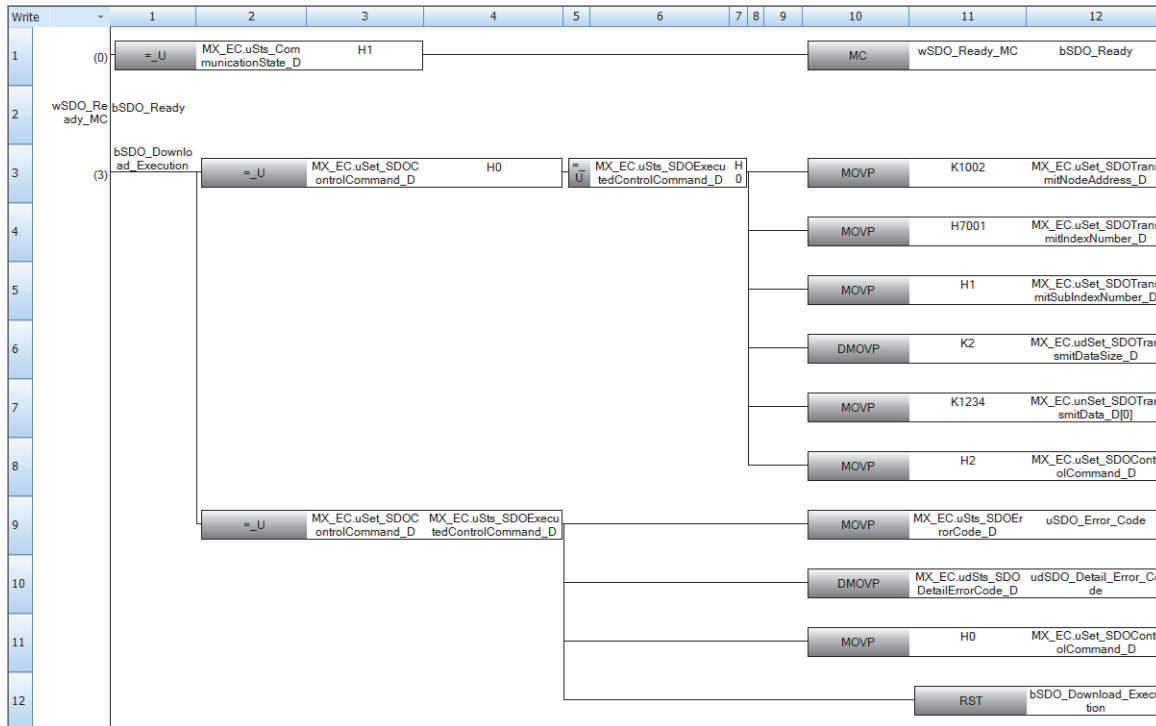 Write 1 2 3 4 5 6 7 8 9 10 11 12
1 (0) =_U MX_EC.uSts_Com H1 MC wSDO_Ready_MC bSDO_Ready
municationState_D
2 wSDO_Re bSDO_Ready
ady_MC
bSDO_Downlo
3 (3) ad_Execution =_U MX_EC.uSet_SDOC H0 =_ MX_EC.uSts_SDOExecu H MOVP K1002 MX_EC.uSet_SDOTrans
ontrolCommand_D U tedControlCommand_D 0 mitNodeAddress_D
4 MOVP H7001 MX_EC.uSet_SDOTrans
mitIndexNumber_D
5 MOVP H1 MX_EC.uSet_SDOTrans
mitSubIndexNumber_D
6 DMOVP K2 MX_EC.udSet_SDOTran
smitDataSize_D
7 MOVP K1234 MX_EC.unSet_SDOTran
smitData_D[0]
8 MOVP H2 MX_EC.uSet_SDOContr
olCommand_D
9 =_U MX_EC.uSet_SDOC MX_EC.uSts_SDOExecu MOVP MX_EC.uSts_SDOEr uSDO_Error_Code
ontrolCommand_D tedControlCommand_D rorCode_D
10 DMOVP MX_EC.udSts_SDO udSDO_Detail_Error_Co
DetailErrorCode_D de
11 MOVP H0 MX_EC.uSet_SDOContr
olCommand_D
12 RST bSDO_Download_Execu
tion